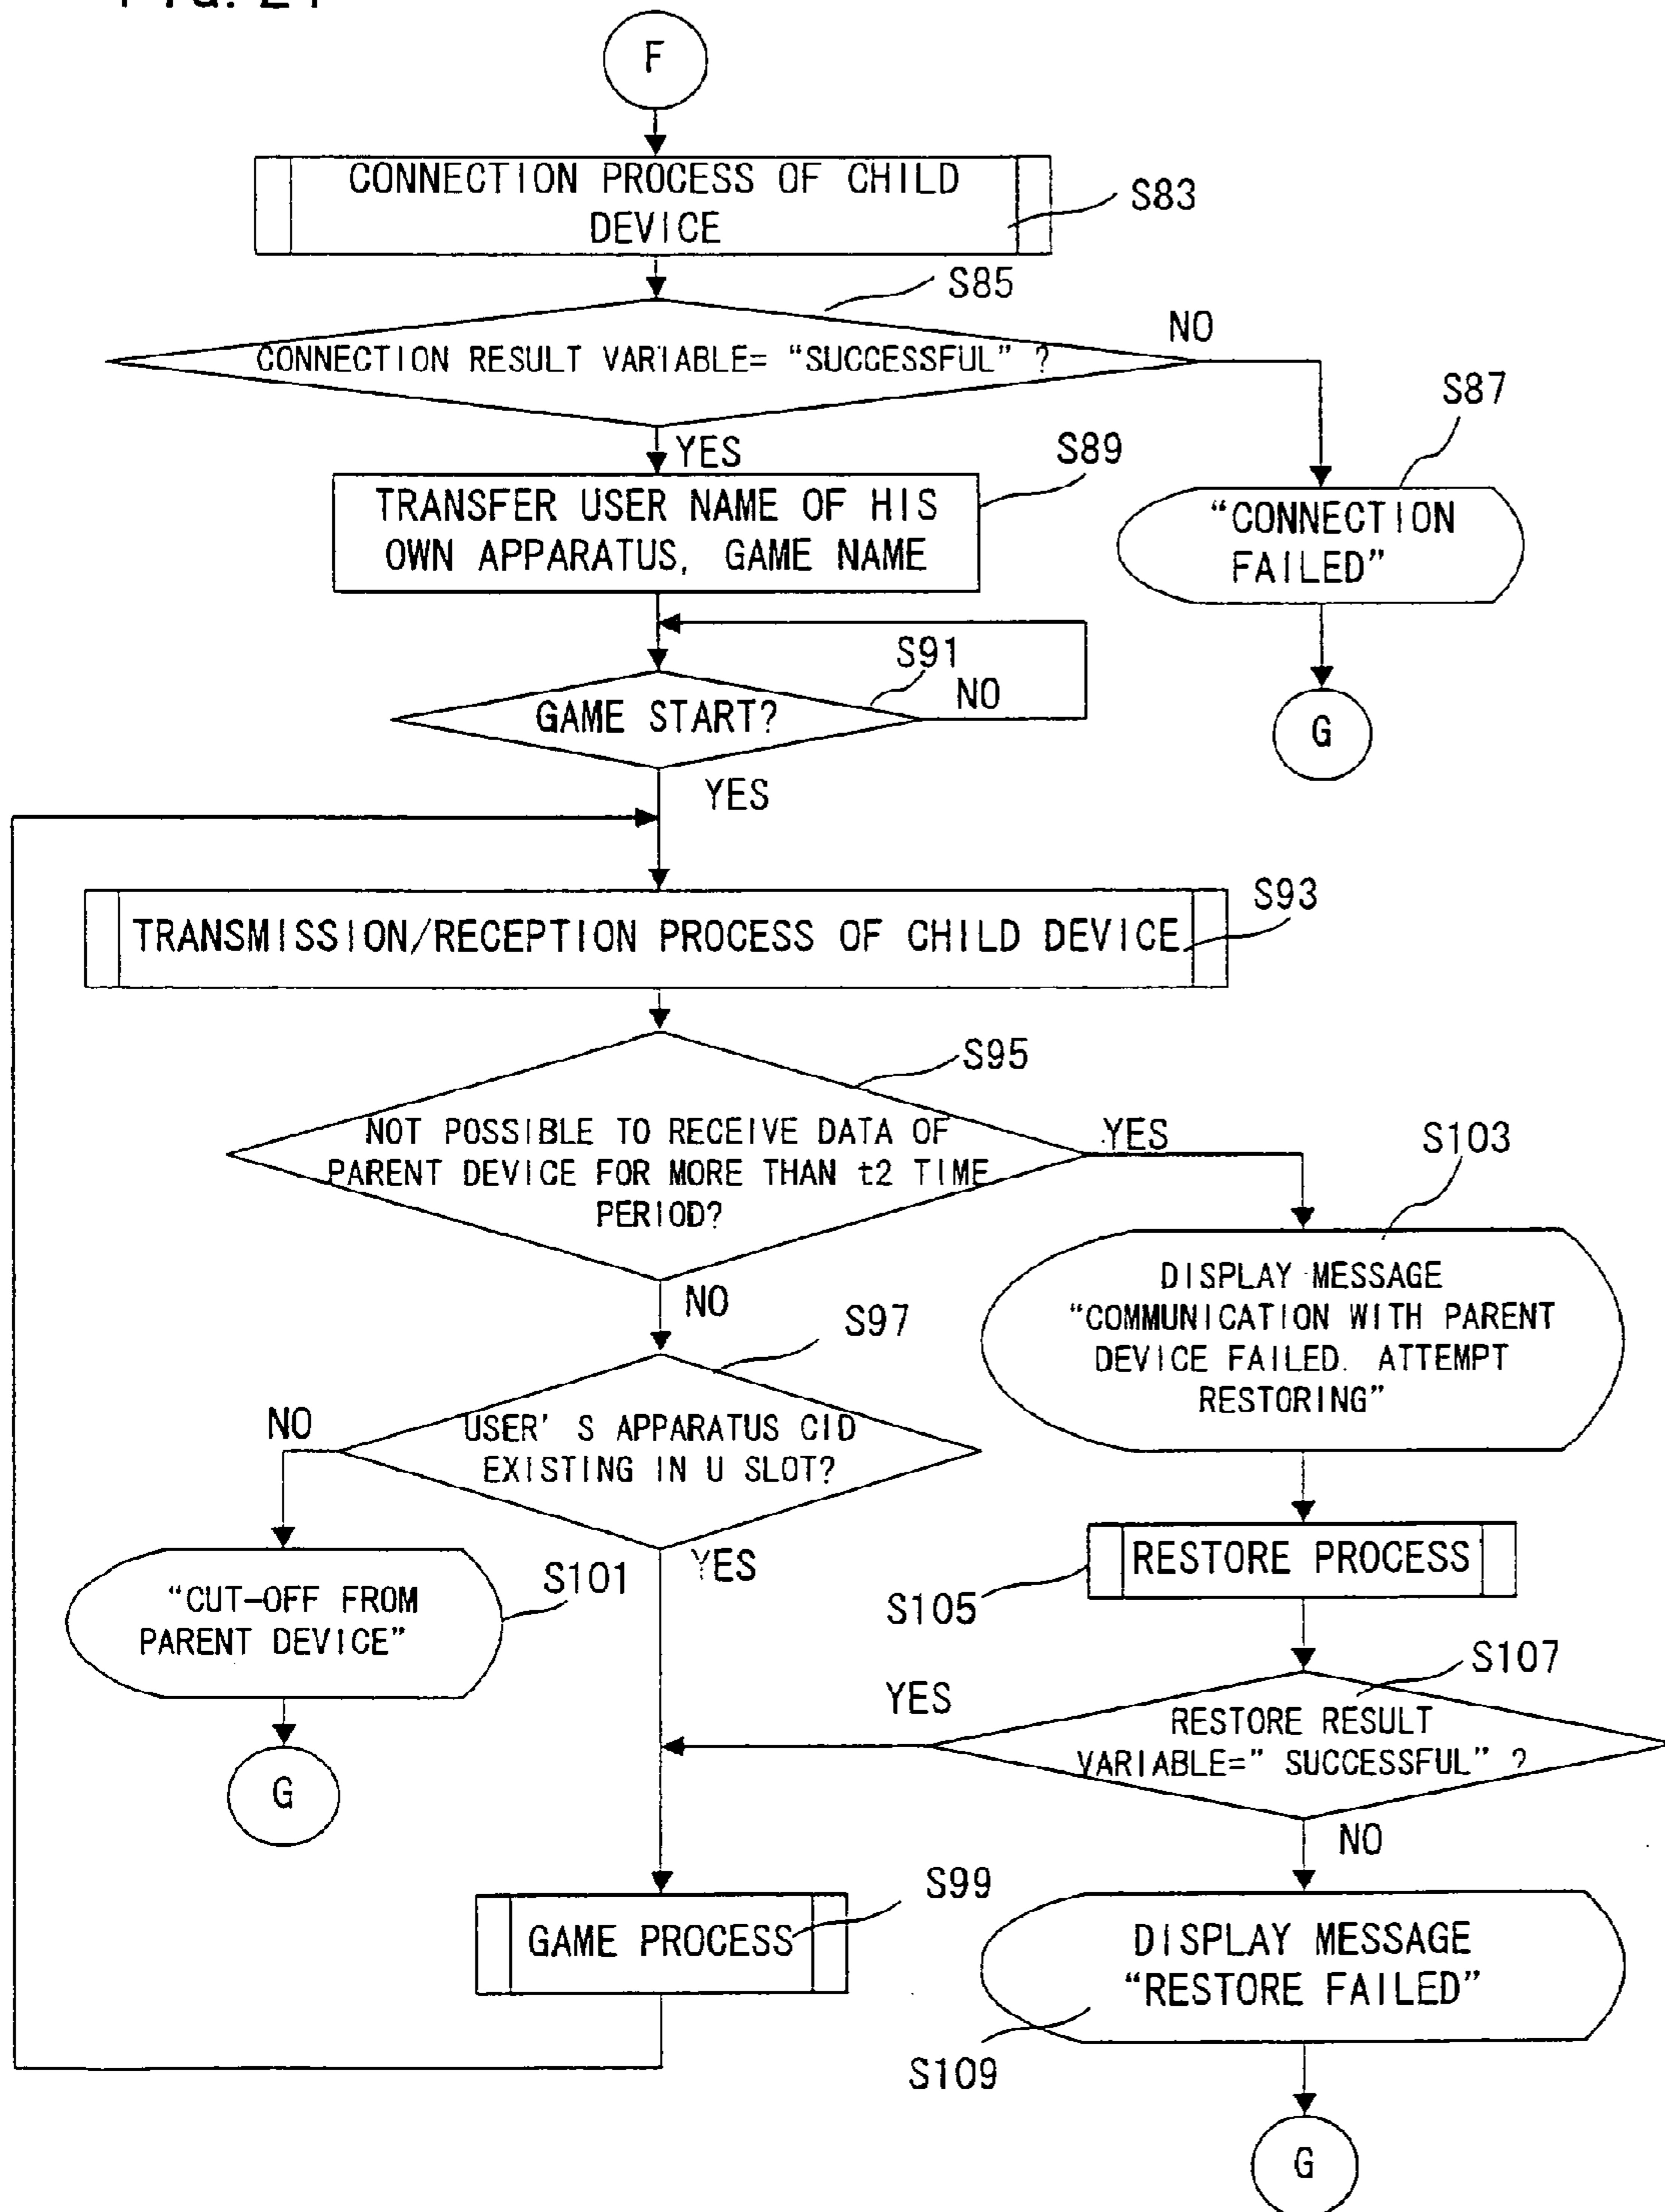 F
CONNECTION PROCESS OF CHILD
DEVICE
S83
S85
CONNECTION RESULT VARIABLE= “SUCCESSFUL” ?
NO
S87
“CONNECTION
FAILED”
G
YES
S89
TRANSFER USER NAME OF HIS
OWN APPARATUS, GAME NAME
S91
GAME START?
NO
YES
S93
TRANSMISSION/RECEPTION PROCESS OF CHILD DEVICE
S95
NOT POSSIBLE TO RECEIVE DATA OF
PARENT DEVICE FOR MORE THAN t2 TIME
PERIOD?
YES
S103
DISPLAY MESSAGE
“COMMUNICATION WITH PARENT
DEVICE FAILED. ATTEMPT
RESTORING”
NO
S97
USER' S APPARATUS CID
EXISTING IN U SLOT?
NO
S101
“CUT-OFF FROM
PARENT DEVICE”
G
YES
RESTORE PROCESS
S105
S107
RESTORE RESULT
VARIABLE=” SUCCESSFUL” ?
YES
NO
S99
GAME PROCESS
DISPLAY MESSAGE
“RESTORE FAILED”
S109
G